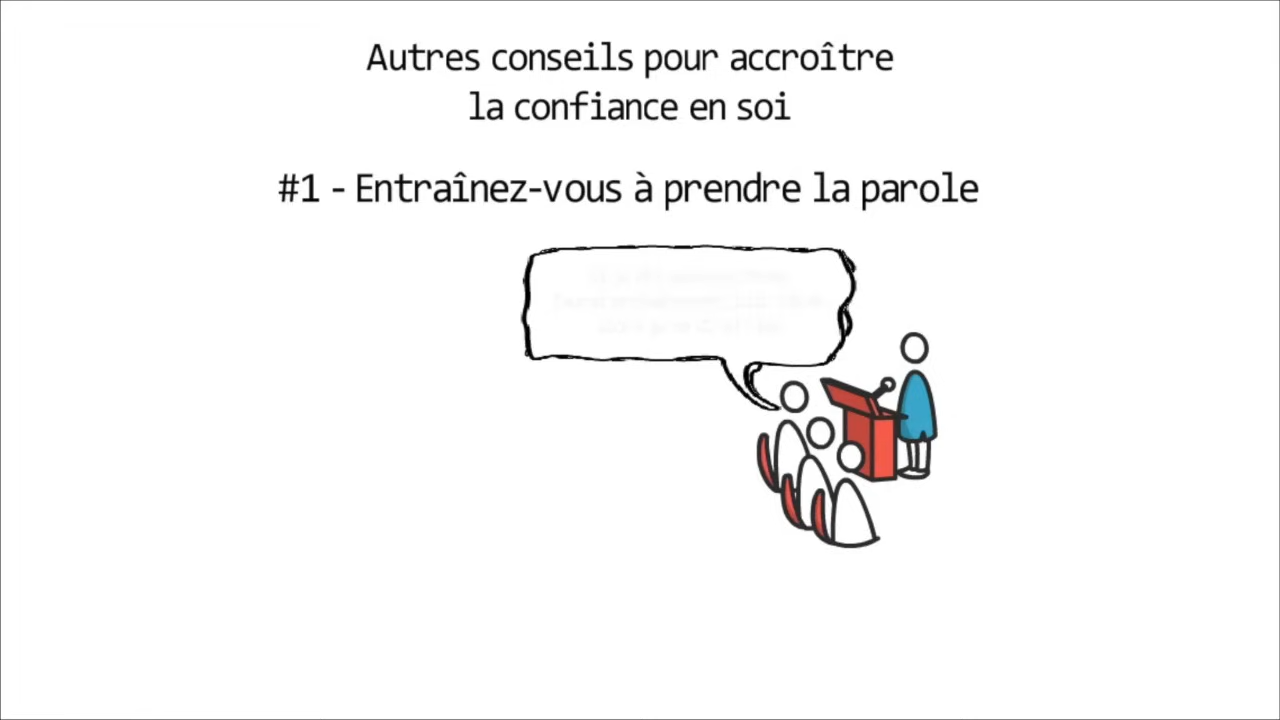 Autres conseils pour accroître
la confiance en soi
#1 - Entraînez-vous à prendre la parole